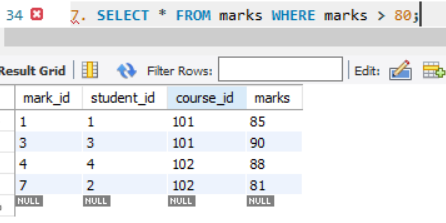 34 7. SELECT * FROM marks WHERE marks > 80;
Result Grid Filter Rows: Edit:
mark_id student_id course_id marks
1 1 101 85
3 3 101 90
4 4 102 88
7 2 102 81
NULL NULL NULL NULL